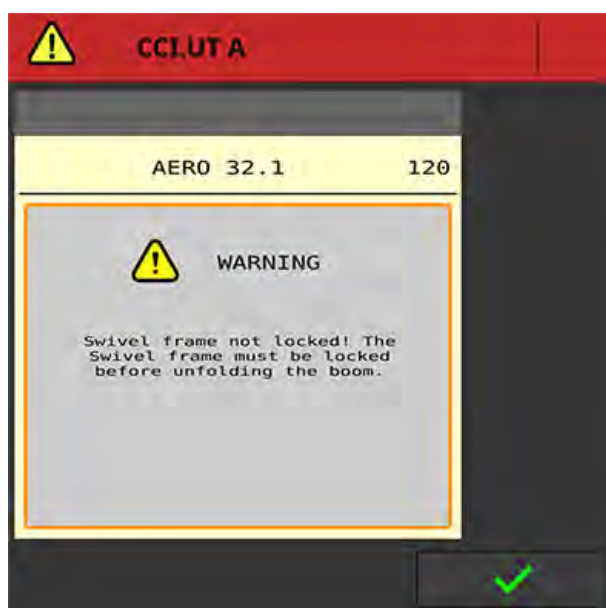 CCI.UT A
AERO 32.1 120
WARNING
Swivel frame not locked! The
Swivel frame must be locked
before unfolding the boom.